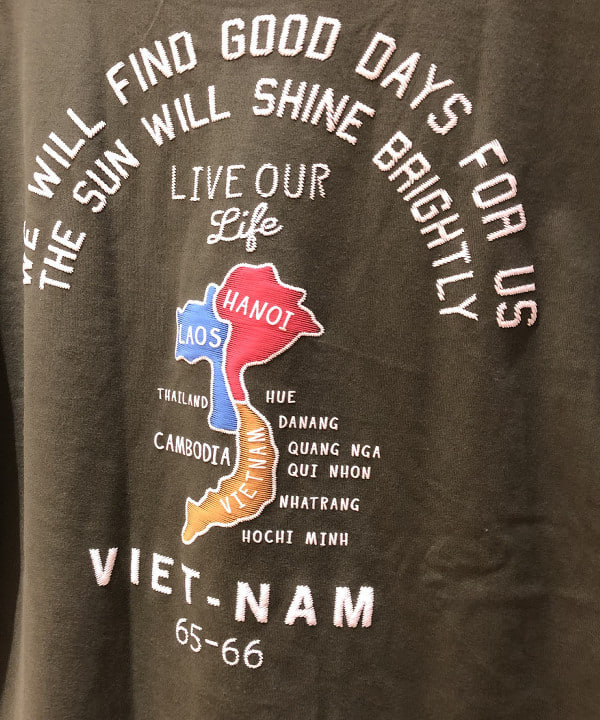 WE WILL FIND GOOD DAYS FOR US
THE SUN WILL SHINE BRIGHTLY
LIVE OUR
Life
HANOI
LAOS
THAILAND
HUE
DANANG
CAMBODIA
QUANG NGA
QUI NHON
VIETNAM
NHATRANG
HOCHI MINH
VIET-NAM
65-66